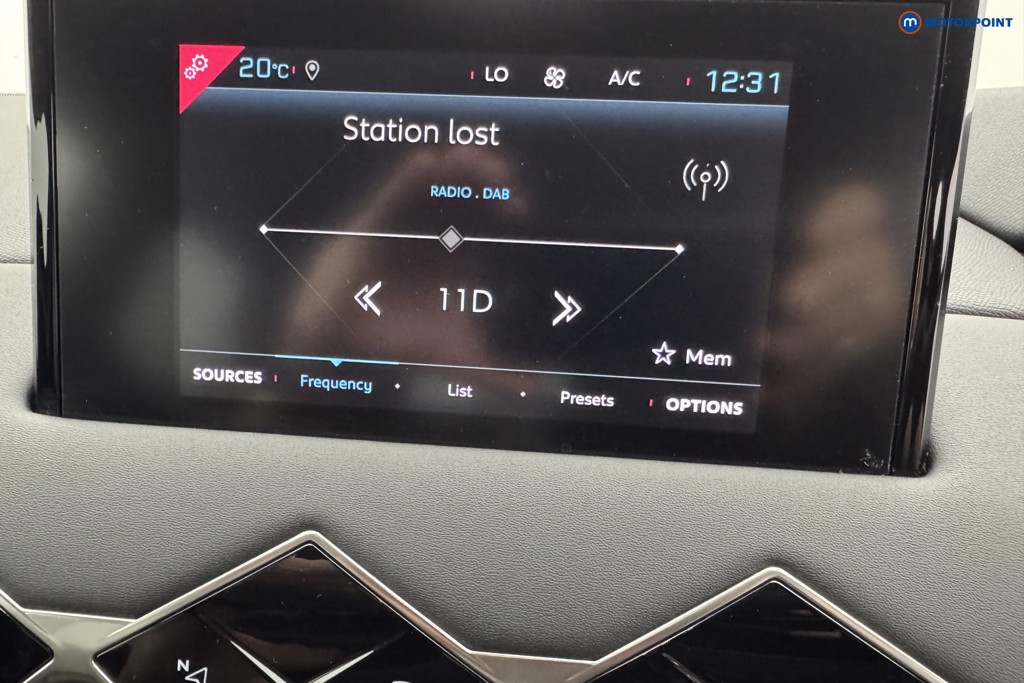 MOTORPOINT
20°C LO A/C 12:31
Station lost
RADIO . DAB
11D
Mem
SOURCES Frequency List Presets OPTIONS
N